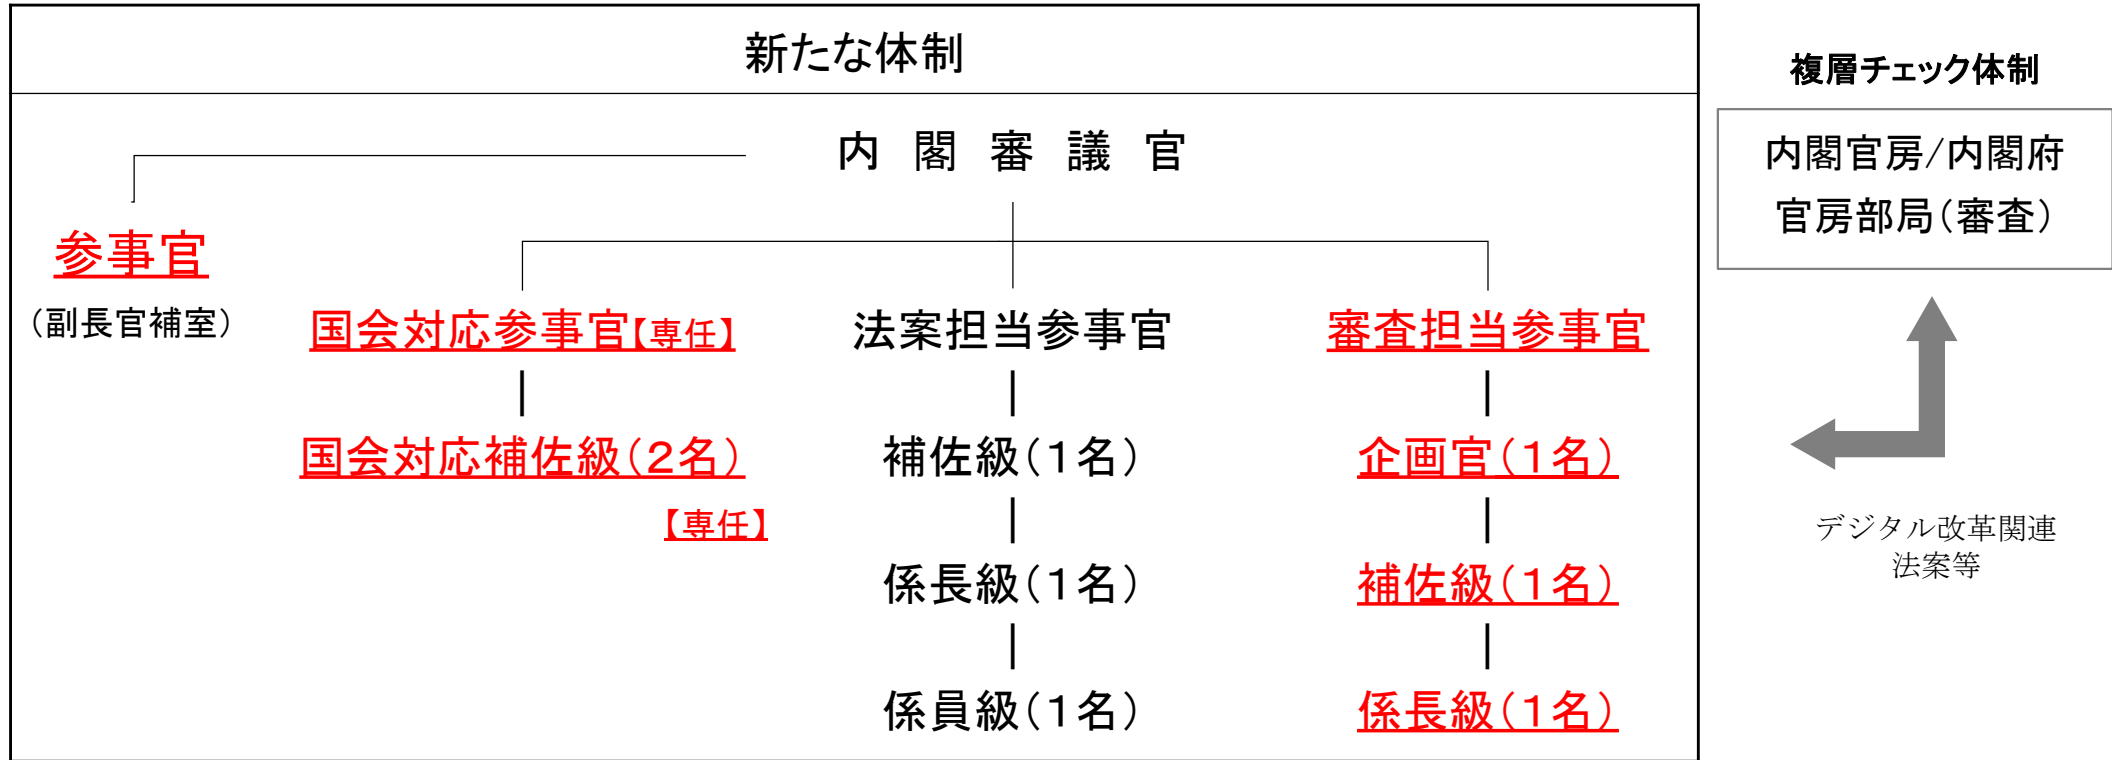 新たな体制
複層チェック体制
内閣審議官
内閣官房/内閣府
官房部局(審査)
参事官
(副長官補室)
国会対応参事官【専任】
法案担当参事官
審査担当参事官
国会対応補佐級(2名)
【専任】
補佐級(1名)
企画官(1名)
デジタル改革関連
法案等
係長級(1名)
補佐級(1名)
係員級(1名)
係長級(1名)